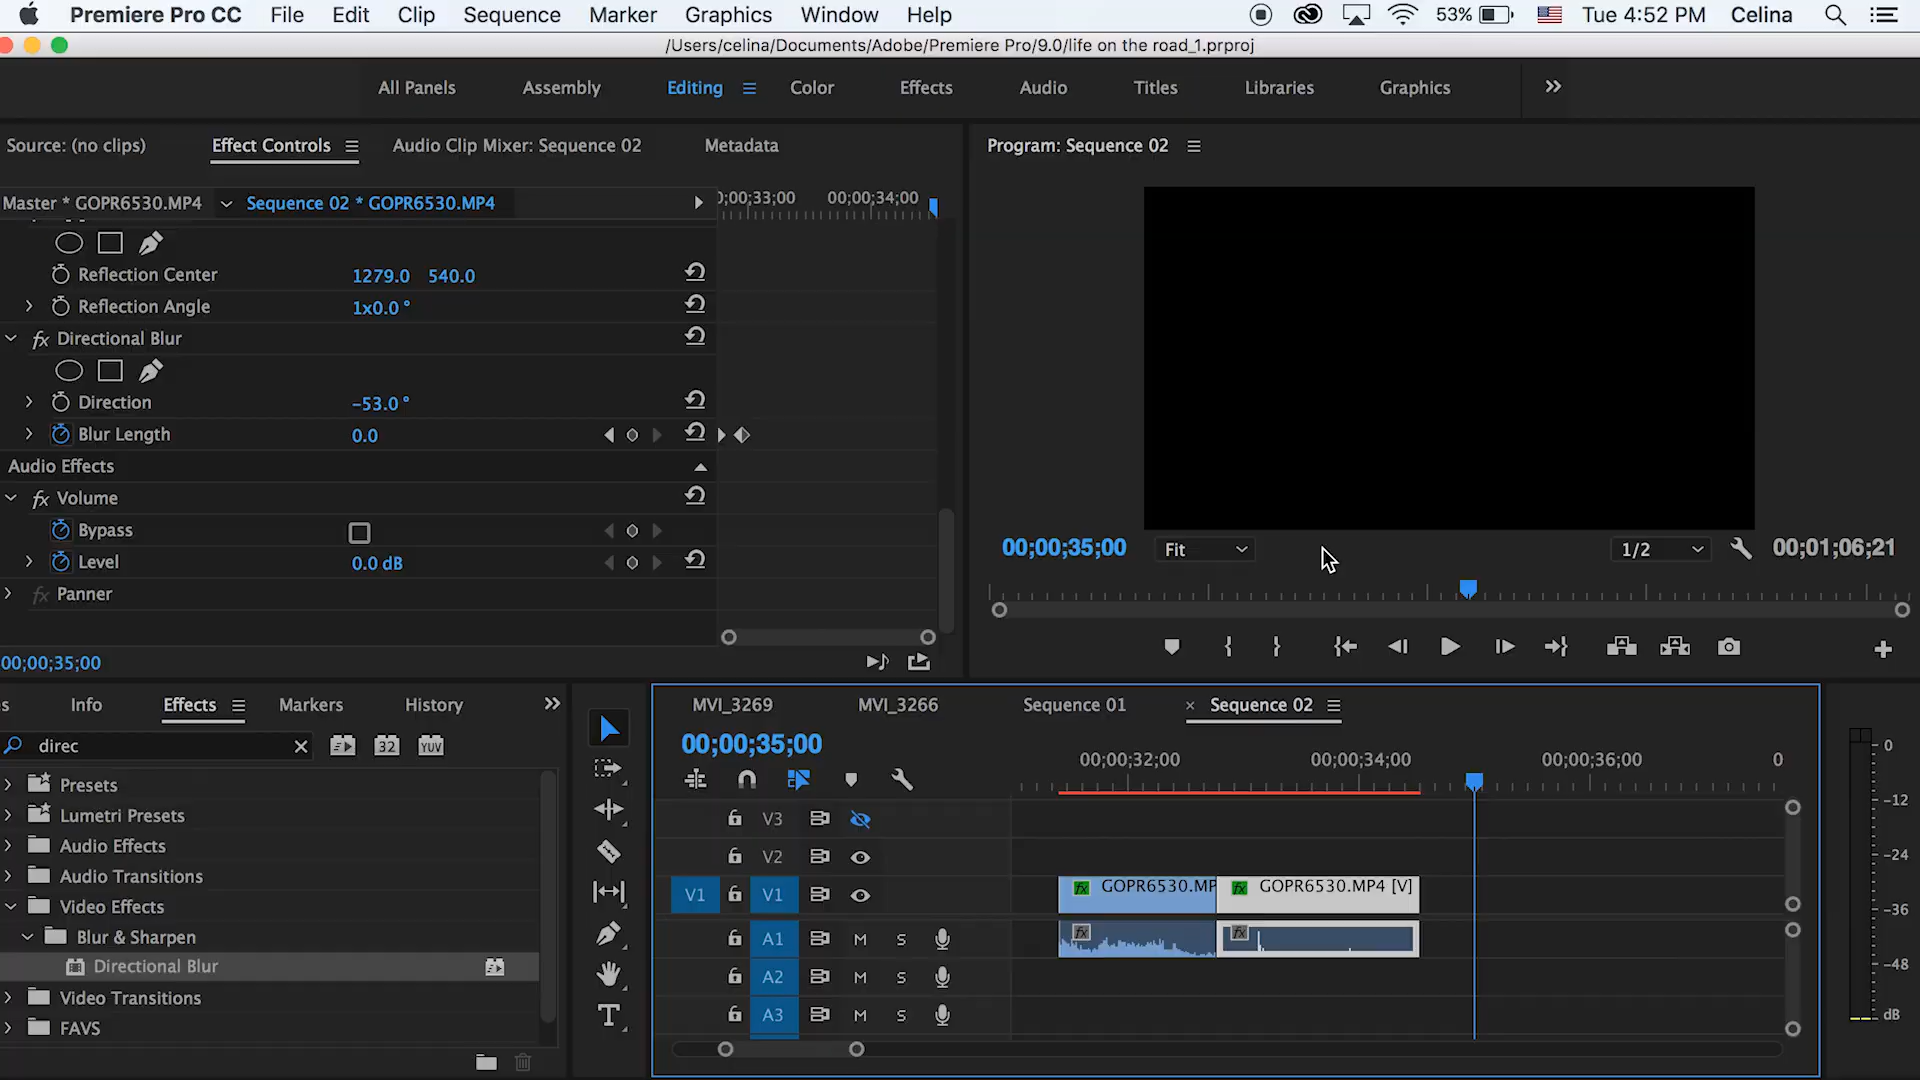 Premiere Pro CC File Edit Clip Sequence Marker Graphics Window Help 53% Tue 4:52 PM Celina
/Users/celina/Documents/Adobe/Premiere Pro/9.0/life on the road_1.prproj
All Panels Assembly Editing Color Effects Audio Titles Libraries Graphics
Source: (no clips) Effect Controls Audio Clip Mixer: Sequence 02 Metadata
Program: Sequence 02
Master * GOPR6530.MP4 Sequence 02 * GOPR6530.MP4
;00;33;00 00;00;34;00
Reflection Center 1279.0 540.0
Reflection Angle 1x0.0 °
fx Directional Blur
Direction -53.0 °
Blur Length 0.0
Audio Effects
fx Volume
Bypass
Level 0.0 dB
fx Panner
00;00;35;00 Fit 1/2 00;01;06;21
00;00;35;00
s Info Effects Markers History
direc 32 YUV
Presets
Lumetri Presets
Audio Effects
Audio Transitions
Video Effects
Blur & Sharpen
Directional Blur
Video Transitions
FAVS
T
MVI_3269 MVI_3266 Sequence 01 × Sequence 02
00;00;35;00
00;00;32;00 00;00;34;00 00;00;36;00 0
V3
V2
V1 V1 fx GOPR6530.MP fx GOPR6530.MP4 [V]
A1 M S fx fx
A2 M S
A3 M S
0
-12
-24
-36
-48
dB